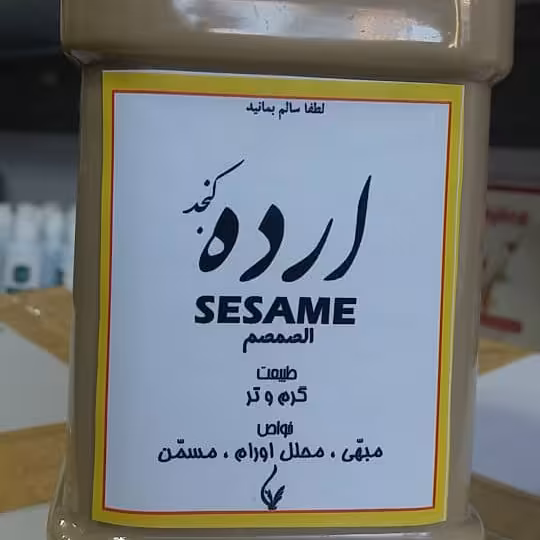 لطفا سالم بمانید
ارده کنجد
SESAME
الصمصم
طبیعت
گرم و تر
خواص
مبهّی ، محلل اورام ، مسمّن